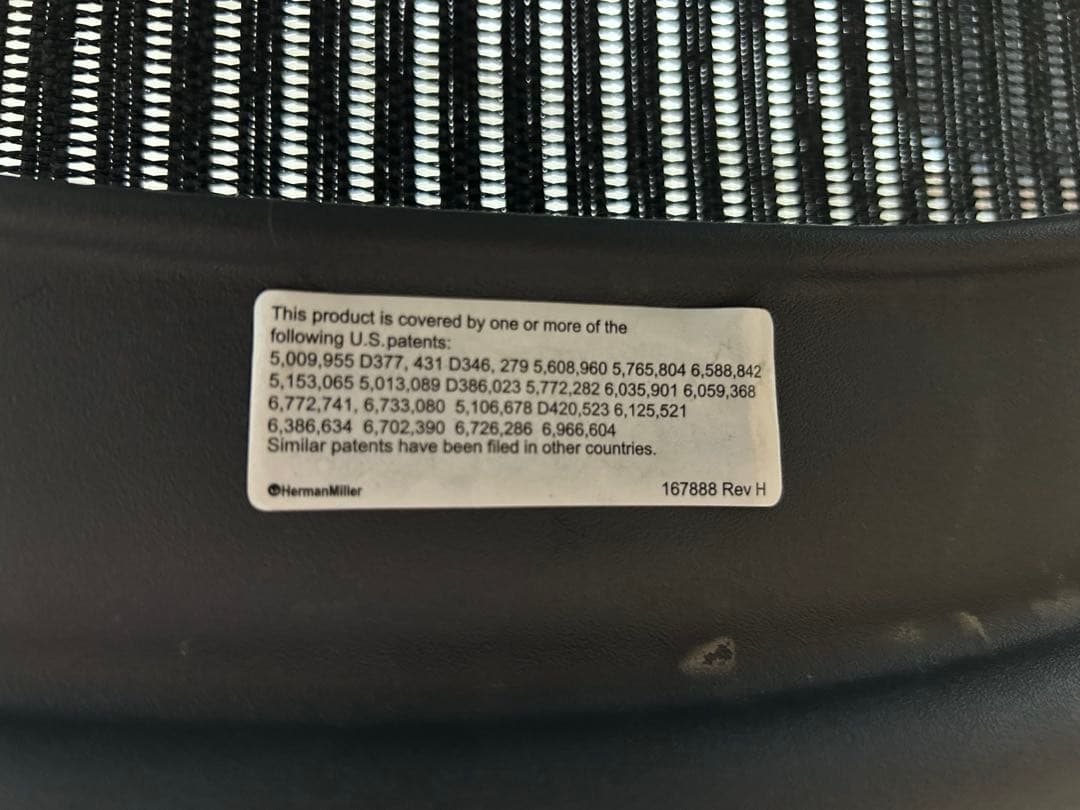 This product is covered by one or more of the
following U.S.patents:
5,009,955 D377, 431 D346, 279 5,608,960 5,765,804 6,588,842
5,153,065 5,013,089 D386,023 5,772,282 6,035,901 6,059,368
6,772,741, 6,733,080 5,106,678 D420,523 6,125,521
6,386,634 6,702,390 6,726,286 6,966,604
Similar patents have been filed in other countries.
HermanMiller 167888 Rev H